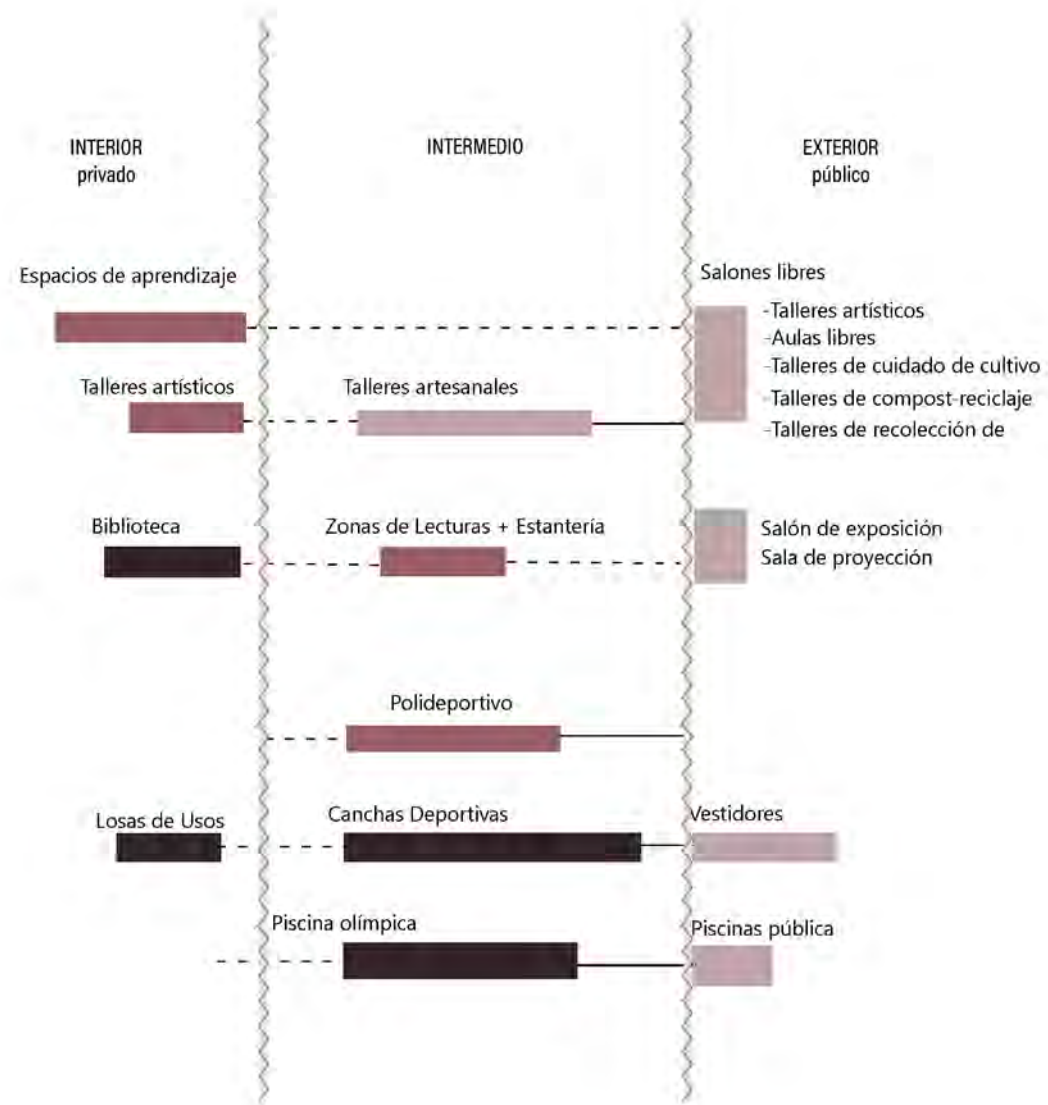 INTERIOR
privado
INTERMEDIO
EXTERIOR
público
Espacios de aprendizaje
Salones libres
-Talleres artísticos
-Aulas libres
-Talleres de cuidado de cultivo
-Talleres de compost-reciclaje
-Talleres de recolección de
Talleres artísticos
Talleres artesanales
Biblioteca
Zonas de Lecturas + Estantería
Salón de exposición
Sala de proyección
Polideportivo
Losas de Usos
Canchas Deportivas
Vestidores
Piscina olímpica
Piscinas pública